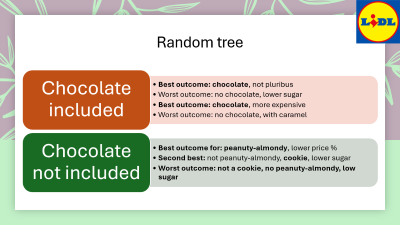 LIDL
Random tree
Chocolate
included
• Best outcome: chocolate, not pluribus
• Worst outcome: no chocolate, lower sugar
• Best outcome: chocolate, more expensive
• Worst outcome: no chocolate, with caramel
Chocolate
not included
• Best outcome for: peanuty-almondy, lower price %
• Second best: not peanuty-almondy, cookie, lower sugar
• Worst outcome: not a cookie, no peanuty-almondy, low
sugar